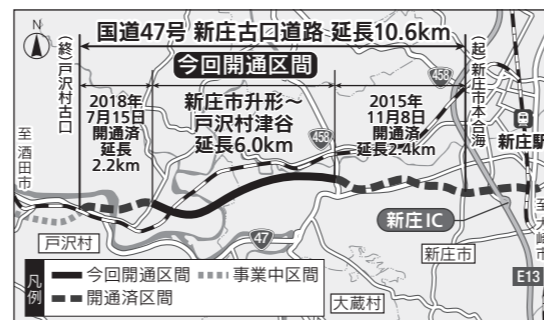 国道47号 新庄古口道路 延長10.6km
今回開通区間
N
(終)戸沢村古口
2018年
7月15日
開通済
延長
2.2km
新庄市升形～
戸沢村津谷
延長6.0km
2015年
11月8日
開通済
延長2.4km
(起)新庄市本合海
458
458
新庄駅
至 酒田市
至 大崎市
新庄IC
47
戸沢村
新庄市
大蔵村
E13
凡例
今回開通区間
事業中区間
開通済区間